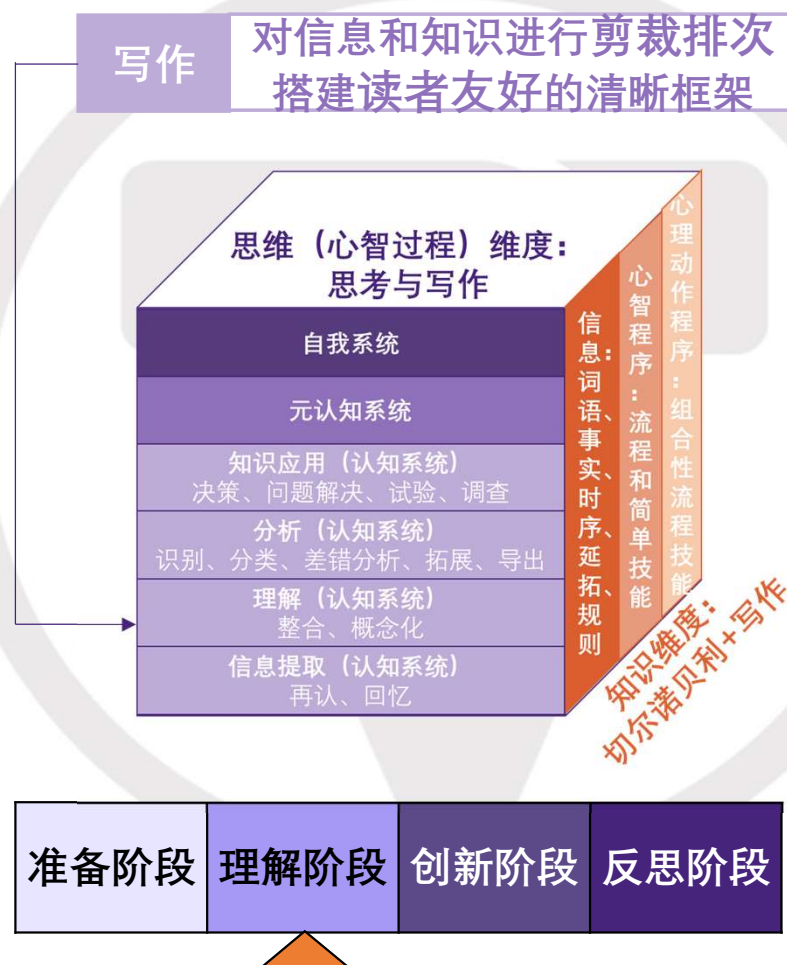 写作
对信息和知识进行剪裁排次
搭建读者友好的清晰框架
思维（心智过程）维度：
思考与写作
自我系统
元认知系统
知识应用（认知系统）
决策、问题解决、试验、调查
分析（认知系统）
识别、分类、差错分析、拓展、导出
理解（认知系统）
整合、概念化
信息提取（认知系统）
再认、回忆
信息：词语、事实、时序、延拓、规则
心智程序：流程和简单技能
心理动作程序：组合性流程技能
知识维度：
切尔诺贝利+写作
准备阶段
理解阶段
创新阶段
反思阶段